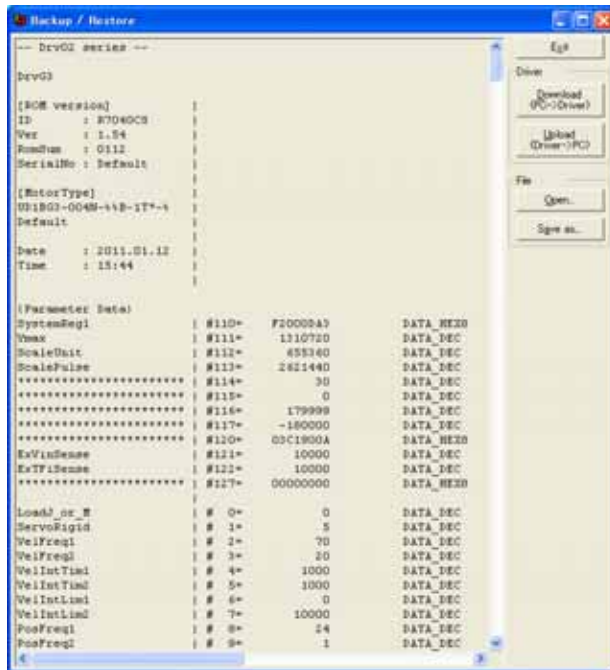 Backup / Restore
-- DrvG2 series --
DrvG3
[ROM version] |
ID : R7040C8 |
Ver : 1.54 |
RomSum : 0112 |
SerialNo : Default |
[MotorType] |
Default |
Date : 2011.01.12 |
Time : 15:44 |
(Parameter Data)
SystemReg1 | #110= F2000DA3 DATA_HEX8
Vmax | #111= 1310720 DATA_DEC
ScaleUnit | #112= 655360 DATA_DEC
ScalePulse | #113= 2621440 DATA_DEC
************************ | #114= 30 DATA_DEC
************************ | #115= 0 DATA_DEC
************************ | #116= 179999 DATA_DEC
************************ | #117= -180000 DATA_DEC
************************ | #120= 03C1900A DATA_HEX8
ExVinSense | #121= 10000 DATA_DEC
ExTFiSense | #122= 10000 DATA_DEC
************************ | #127= 00000000 DATA_HEX8
LoadJ_or_M | # 0= 0 DATA_DEC
ServoRigid | # 1= 5 DATA_DEC
VelFreq1 | # 2= 70 DATA_DEC
VelFreq2 | # 3= 20 DATA_DEC
VelIntTim1 | # 4= 1000 DATA_DEC
VelIntTim2 | # 5= 1000 DATA_DEC
VelIntLim1 | # 6= 0 DATA_DEC
VelIntLim2 | # 7= 10000 DATA_DEC
PosFreq1 | # 8= 24 DATA_DEC
PosFreq2 | # 9= 1 DATA_DEC
Exit
Driver
Download
(PC->Driver)
Upload
(Driver->PC)
File
Open..
Save as..